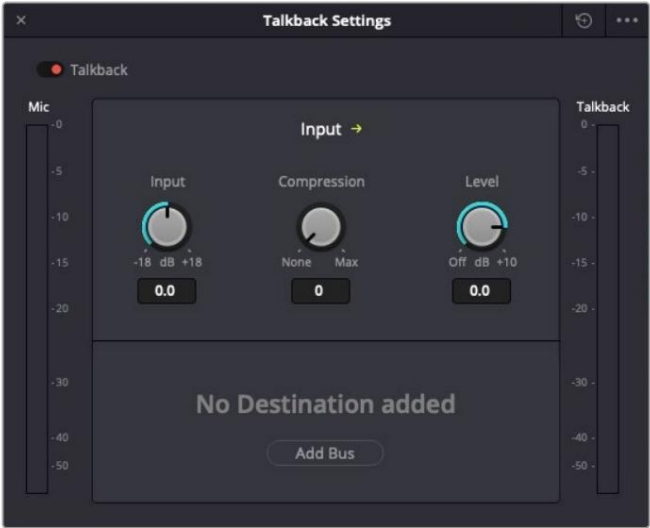 × Talkback Settings •••
Talkback
Mic Talkback
-0 0 -
Input →
-5 -5 -
Input Compression Level
-10 -10 -
-18 dB +18 None Max Off dB +10
-15 -15 -
0.0 0 0.0
-20 -20 -
-30 -30 -
No Destination added
-40 -40 -
Add Bus
-50 -50 -